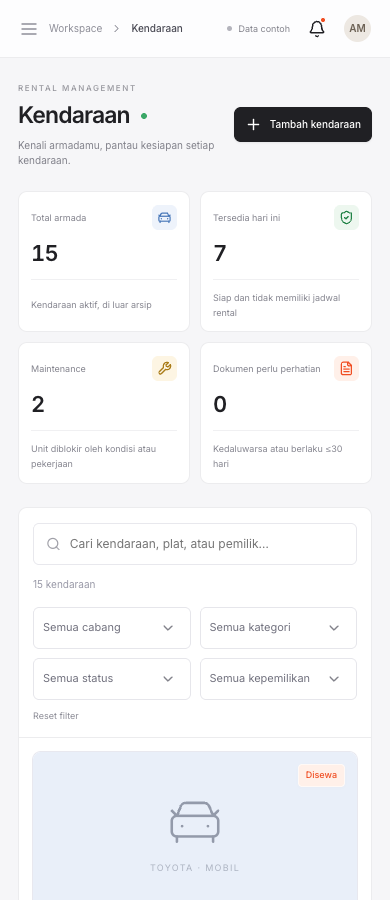 Workspace > Kendaraan
Data contoh
AM
RENTAL MANAGEMENT
Kendaraan
Kenali armadamu, pantau kesiapan setiap
kendaraan.
Tambah kendaraan
Total armada
15
Kendaraan aktif, di luar arsip
Tersedia hari ini
7
Siap dan tidak memiliki jadwal
rental
Maintenance
2
Unit diblokir oleh kondisi atau
pekerjaan
Dokumen perlu perhatian
0
Kedaluwarsa atau berlaku ≤30
hari
Cari kendaraan, plat, atau pemilik...
15 kendaraan
Semua cabang
Semua kategori
Semua status
Semua kepemilikan
Reset filter
Disewa
TOYOTA · MOBIL